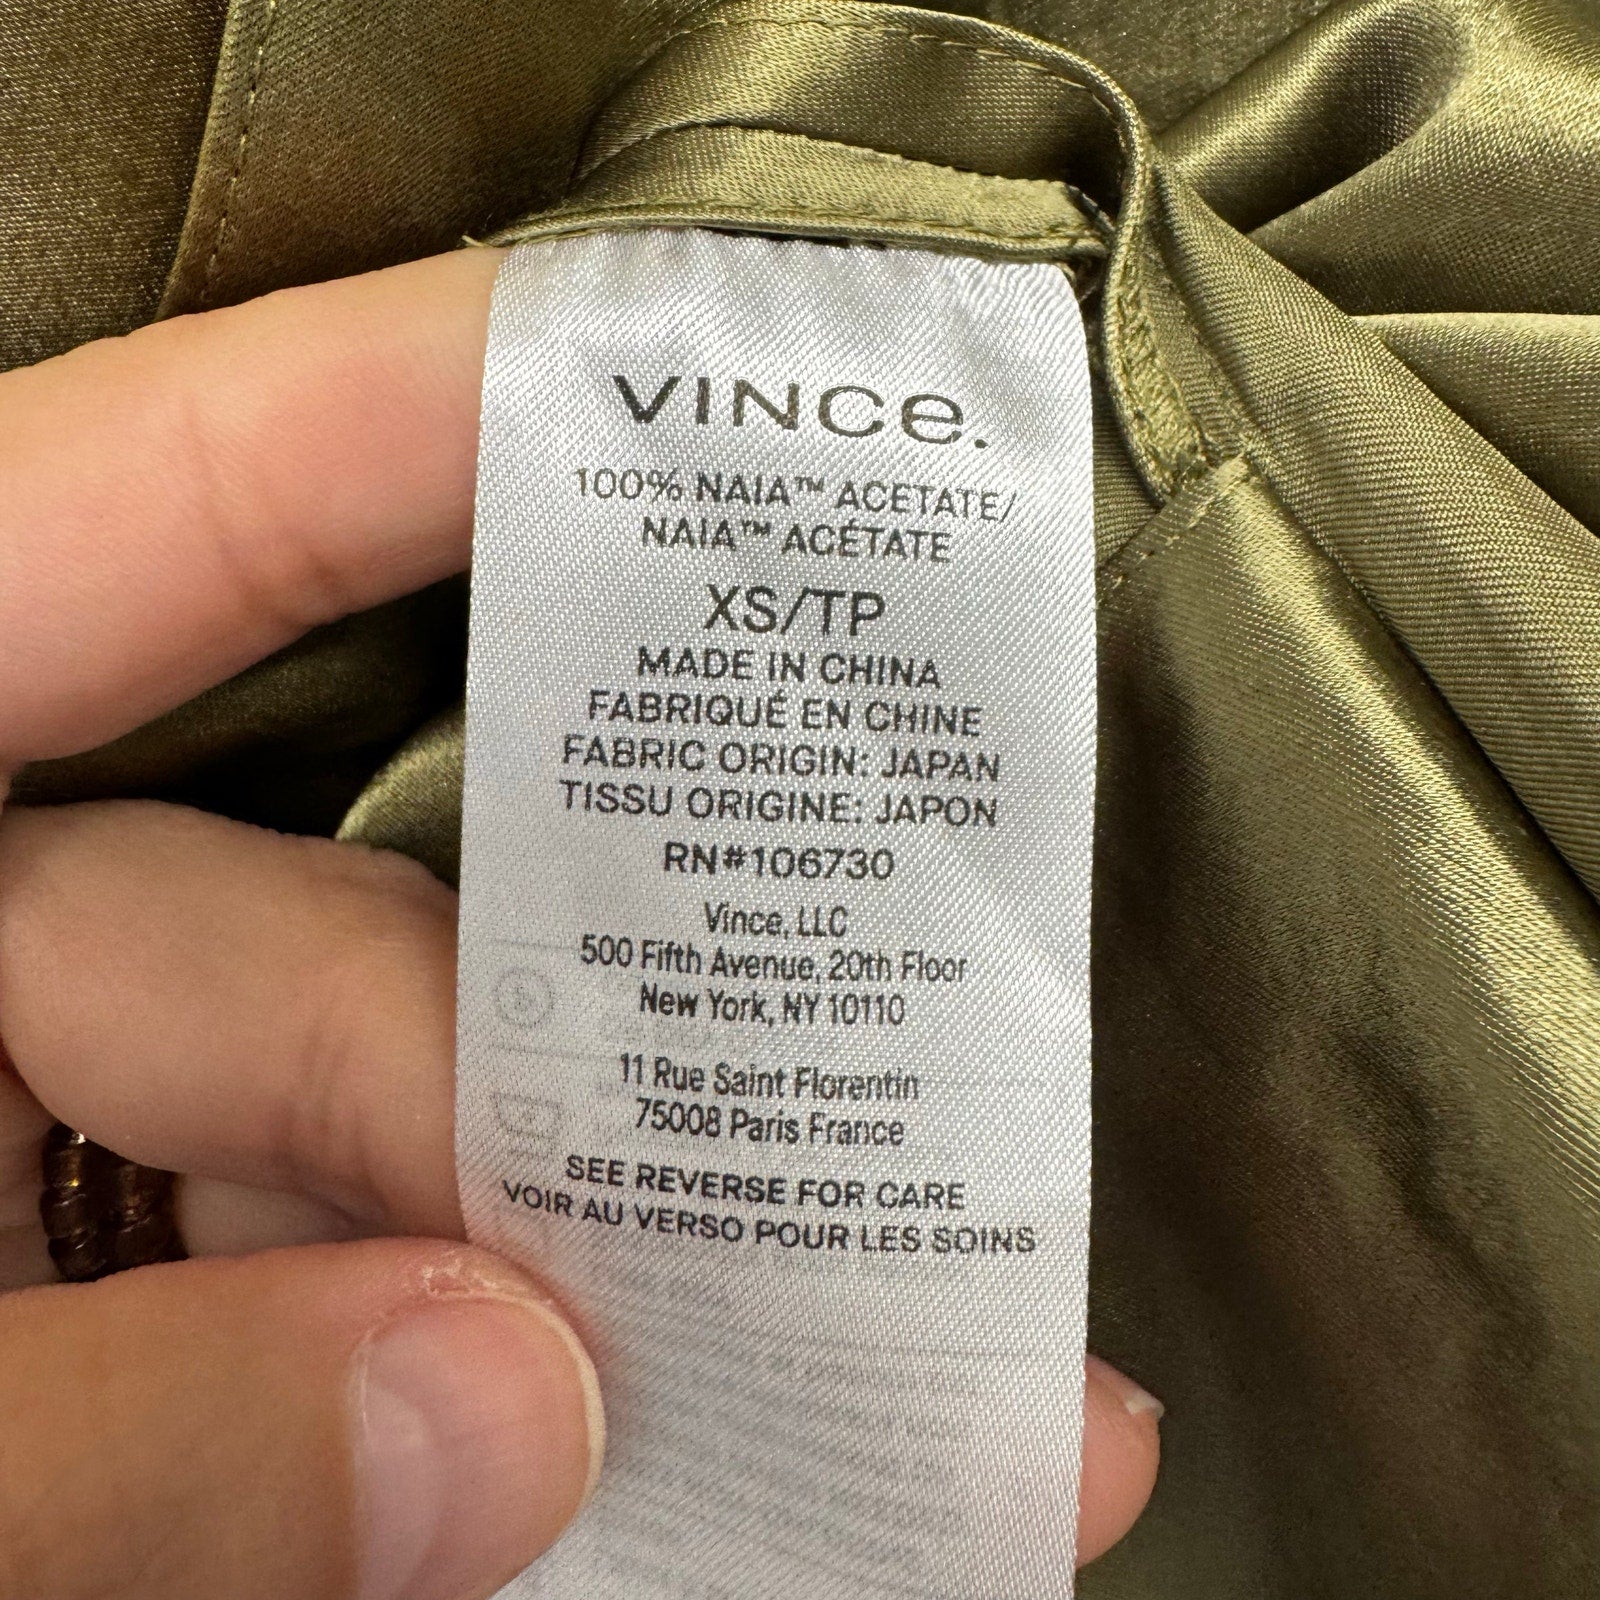 VINCe.
100% NAIA™ ACETATE/
NAIA™ ACÉTATE
XS/TP
MADE IN CHINA
FABRIQUÉ EN CHINE
FABRIC ORIGIN: JAPAN
TISSU ORIGINE: JAPON
RN#106730
Vince, LLC
500 Fifth Avenue, 20th Floor
New York, NY 10110
11 Rue Saint Florentin
75008 Paris France
SEE REVERSE FOR CARE
VOIR AU VERSO POUR LES SOINS